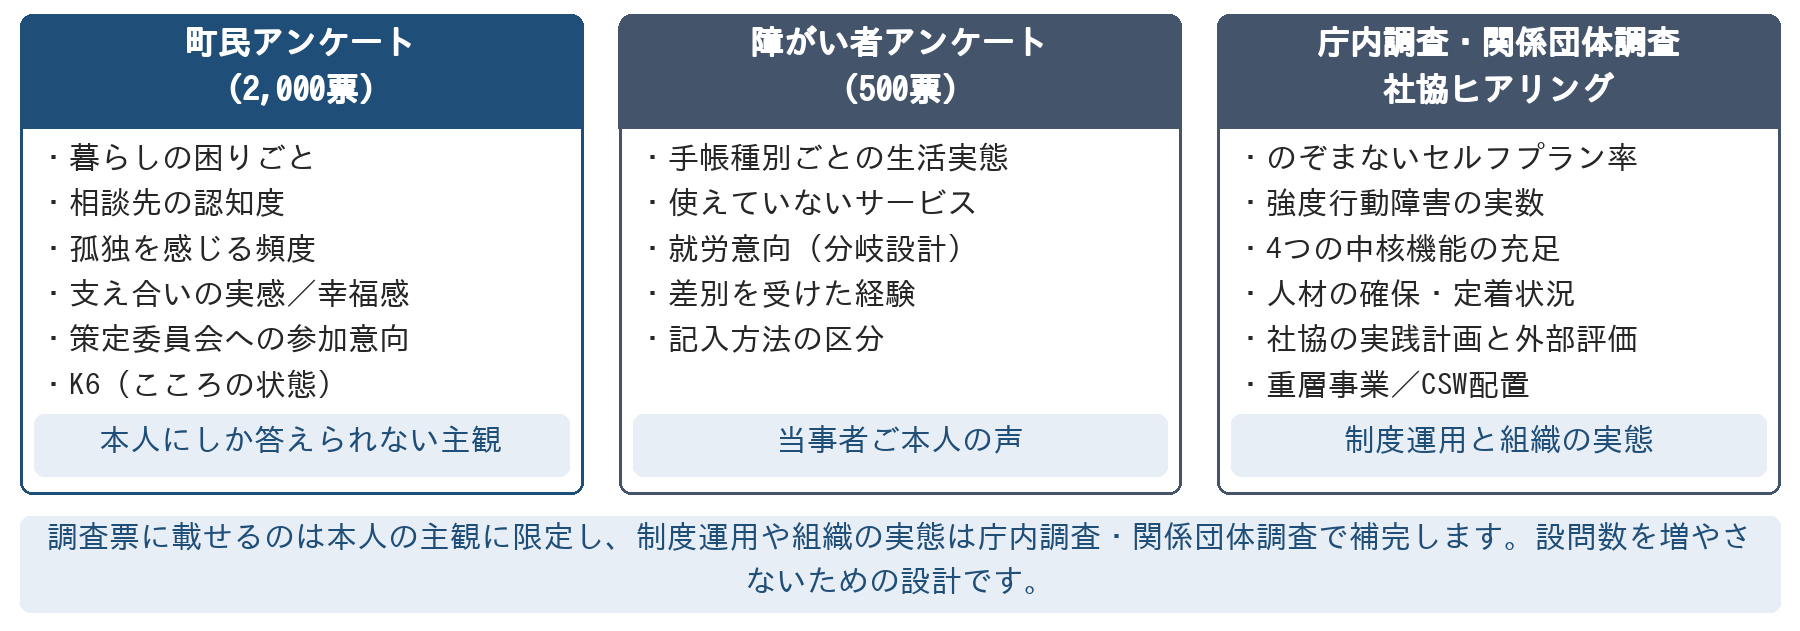 町民アンケート
（2,000票）
・暮らしの困りごと
・相談先の認知度
・孤独を感じる頻度
・支え合いの実感／幸福感
・策定委員会への参加意向
・K6（こころの状態）
本人にしか答えられない主観
障がい者アンケート
（500票）
・手帳種別ごとの生活実態
・使えていないサービス
・就労意向（分岐設計）
・差別を受けた経験
・記入方法の区分
当事者ご本人の声
庁内調査・関係団体調査
社協ヒアリング
・のぞまないセルフプラン率
・強度行動障害の実数
・4つの中核機能の充足
・人材の確保・定着状況
・社協の実践計画と外部評価
・重層事業／CSW配置
制度運用と組織の実態
調査票に載せるのは本人の主観に限定し、制度運用や組織の実態は庁内調査・関係団体調査で補完します。設問数を増やさ
ないための設計です。